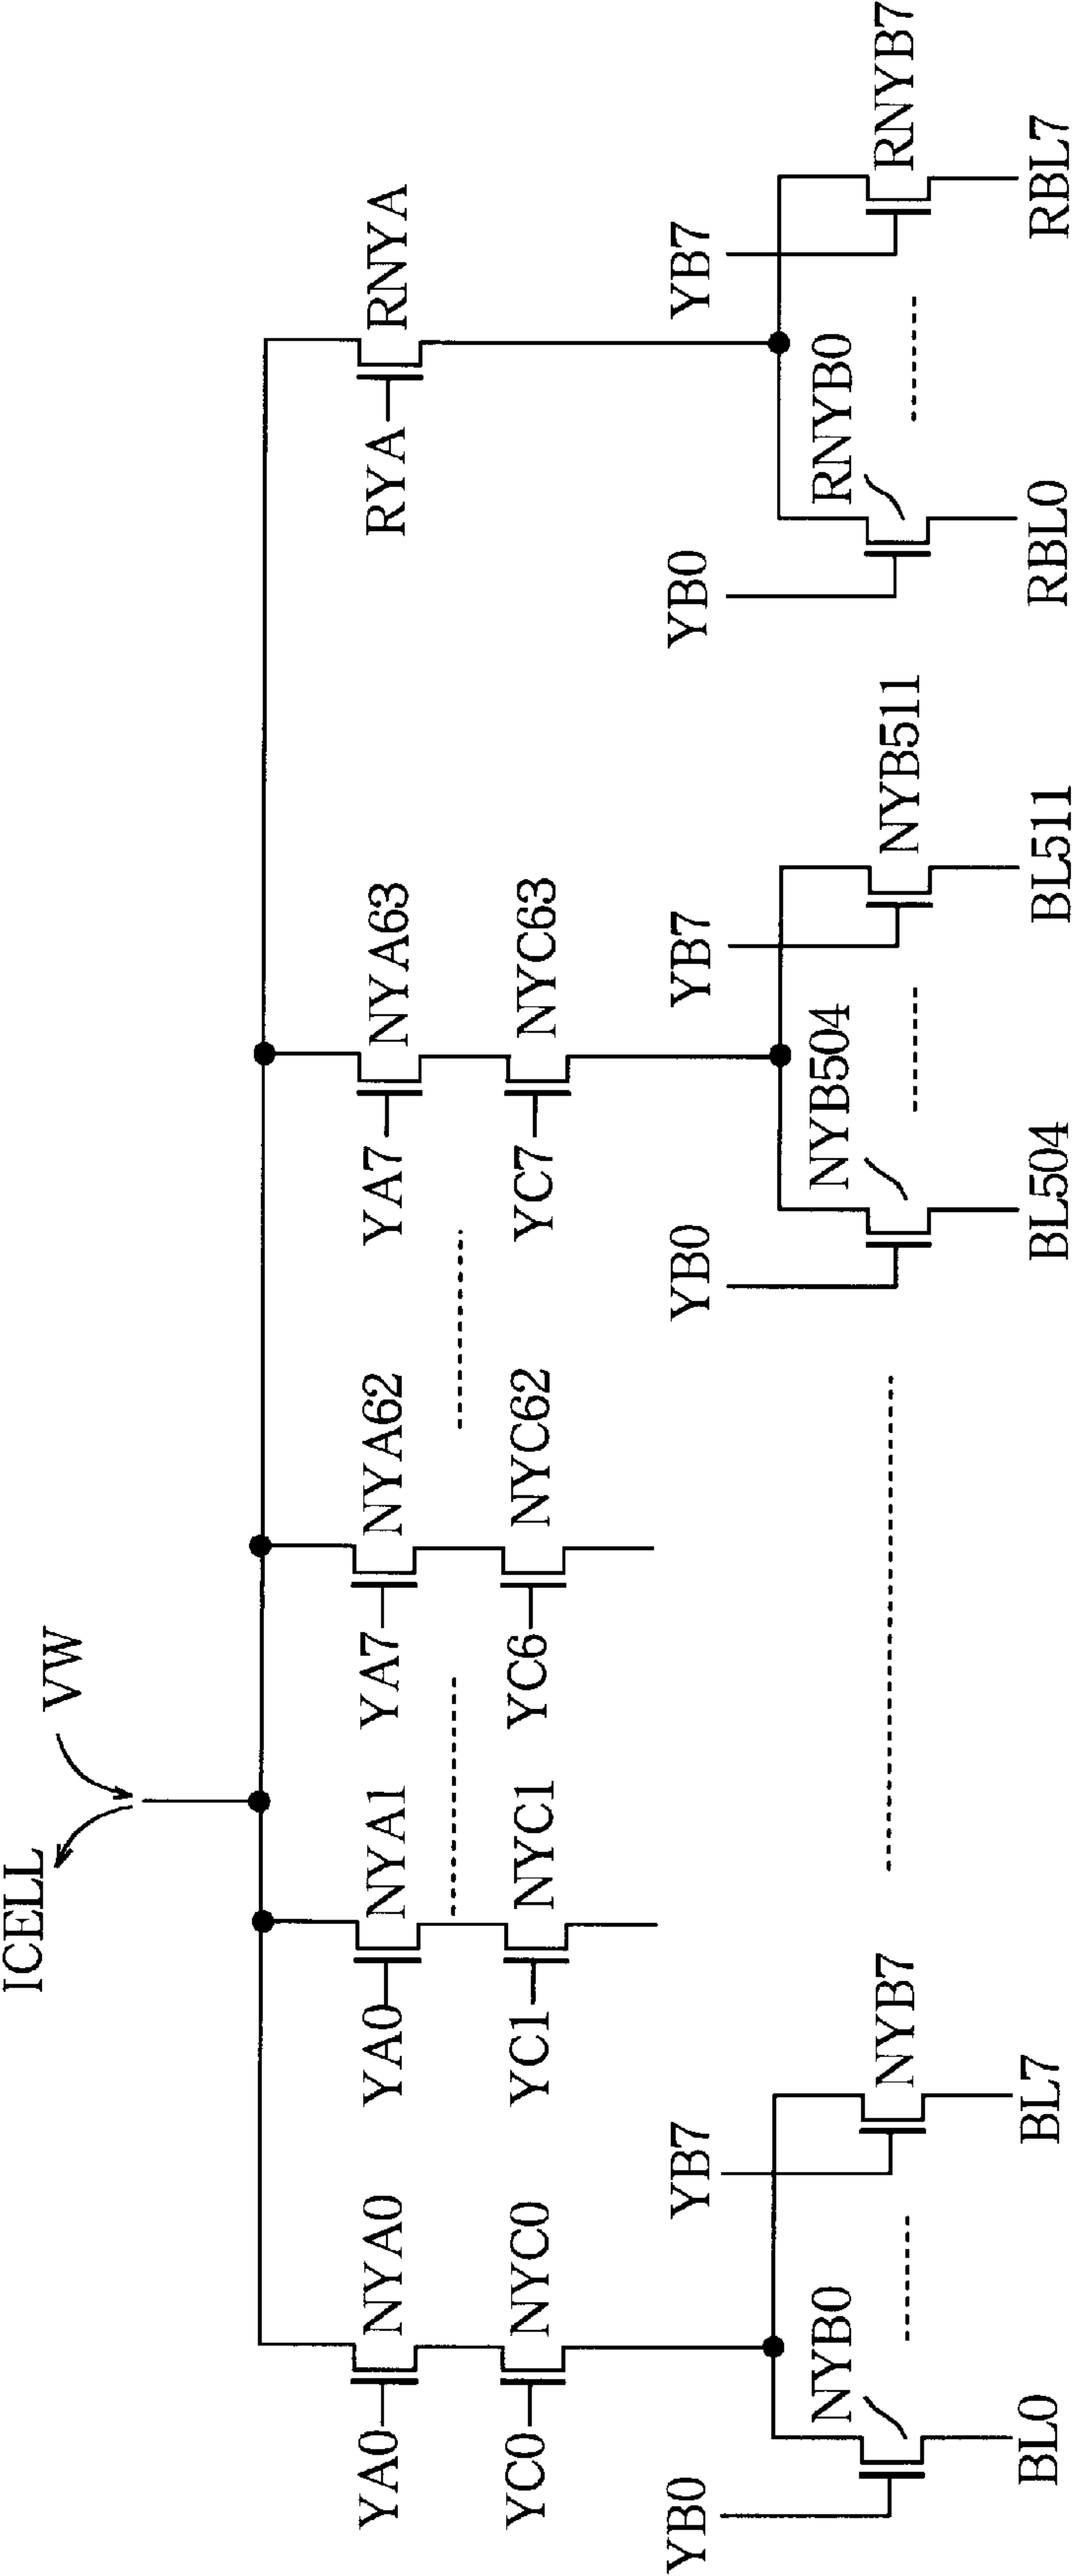 ICELL
VW
YA0
NYA0
YA0
NYA1
YA7
NYA62
YA7
NYA63
RYA
RNYA
YC0
NYC0
YC1
NYC1
YC6
NYC62
YC7
NYC63
YB0
YB7
YB0
YB7
YB0
YB7
NYB0
NYB7
NYB504
NYB511
RNYB0
RNYB7
BL0
BL7
BL504
BL511
RBL0
RBL7